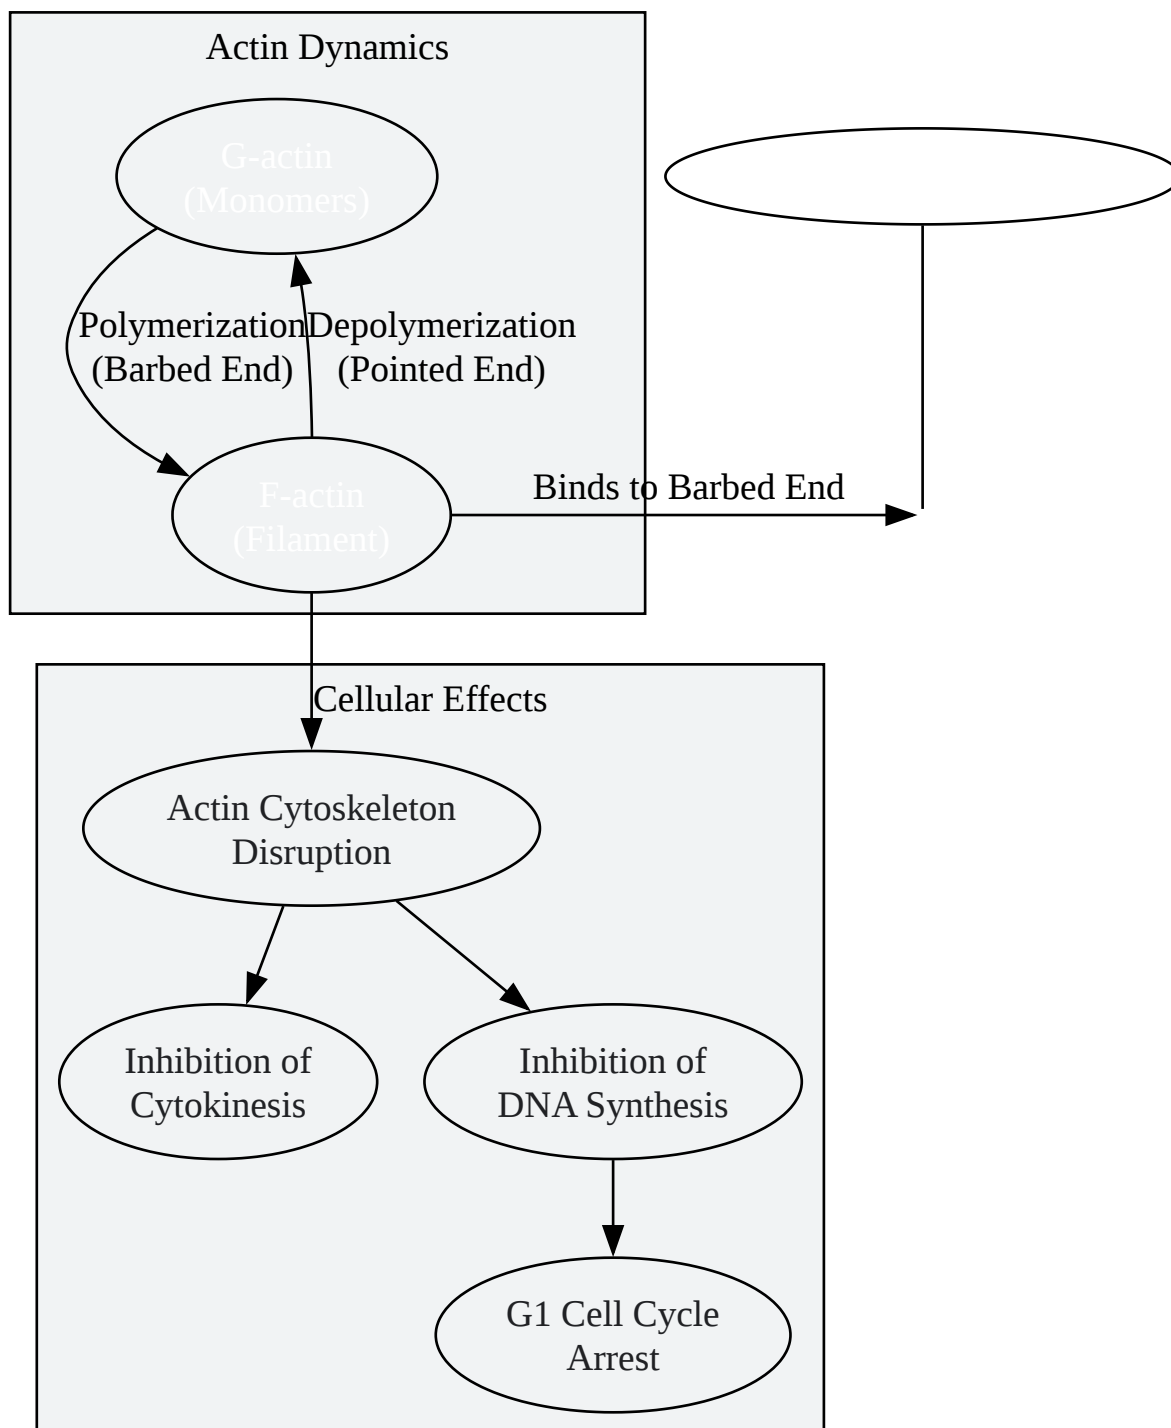 Actin Dynamics
G-actin
(Monomers)
Polymerization
(Barbed End)
Depolymerization
(Pointed End)
F-actin
(Filament)
Binds to Barbed End
Cellular Effects
Actin Cytoskeleton
Disruption
Inhibition of
Cytokinesis
Inhibition of
DNA Synthesis
G1 Cell Cycle
Arrest